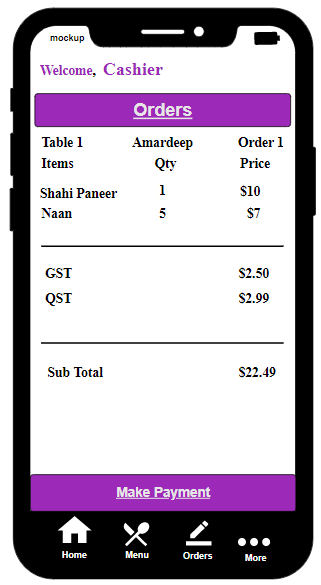 mockup
Welcome, Cashier
Orders
Table 1 Amardeep Order 1
Items Qty Price
Shahi Paneer 1 $10
Naan 5 $7
GST $2.50
QST $2.99
Sub Total $22.49
Make Payment
Home Menu Orders More